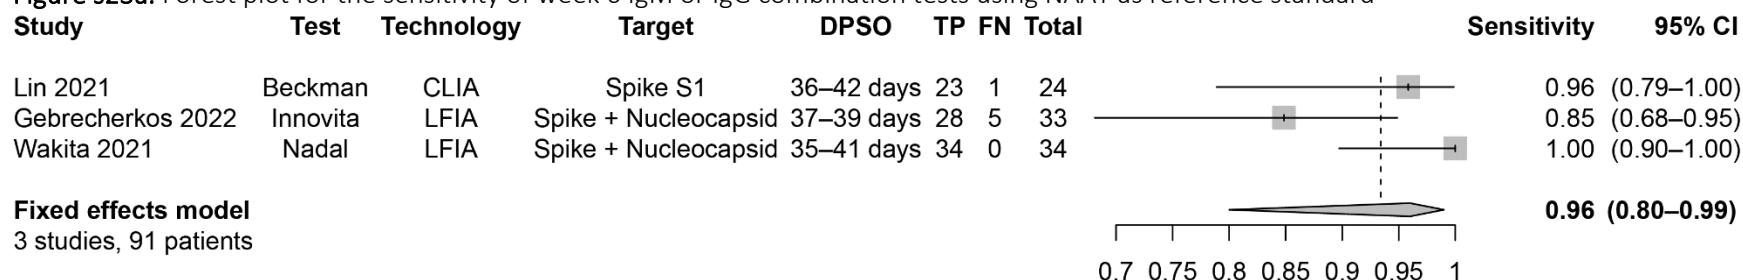 Study Test Technology Target DPSO TP FN Total Sensitivity 95% CI
Lin 2021 Beckman CLIA Spike S1 36–42 days 23 1 24 0.96 (0.79–1.00)
Gebrecherkos 2022 Innovita LFIA Spike + Nucleocapsid 37–39 days 28 5 33 0.85 (0.68–0.95)
Wakita 2021 Nadal LFIA Spike + Nucleocapsid 35–41 days 34 0 34 1.00 (0.90–1.00)
Fixed effects model 0.96 (0.80–0.99)
3 studies, 91 patients
0.7 0.75 0.8 0.85 0.9 0.95 1